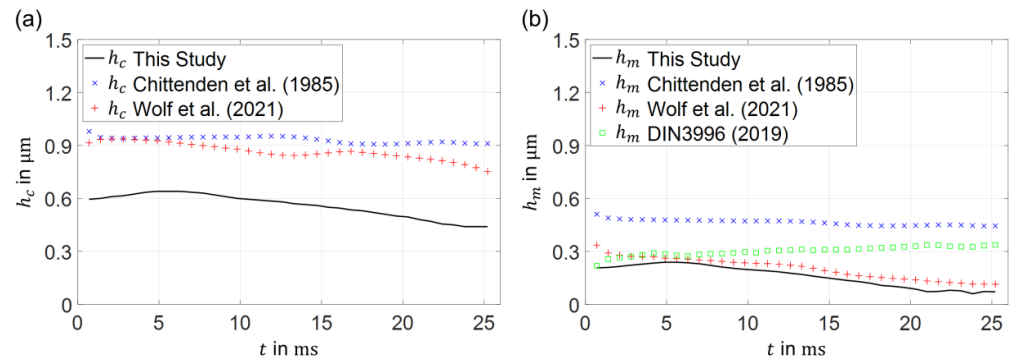 (a)
1.5
1.2
0.9
0.6
0.3
0
h_c in μm
h_c This Study
h_c Chittenden et al. (1985)
h_c Wolf et al. (2021)
0 5 10 15 20 25
t in ms
(b)
1.5
1.2
0.9
0.6
0.3
0
h_m in μm
h_m This Study
h_m Chittenden et al. (1985)
h_m Wolf et al. (2021)
h_m DIN3996 (2019)
0 5 10 15 20 25
t in ms